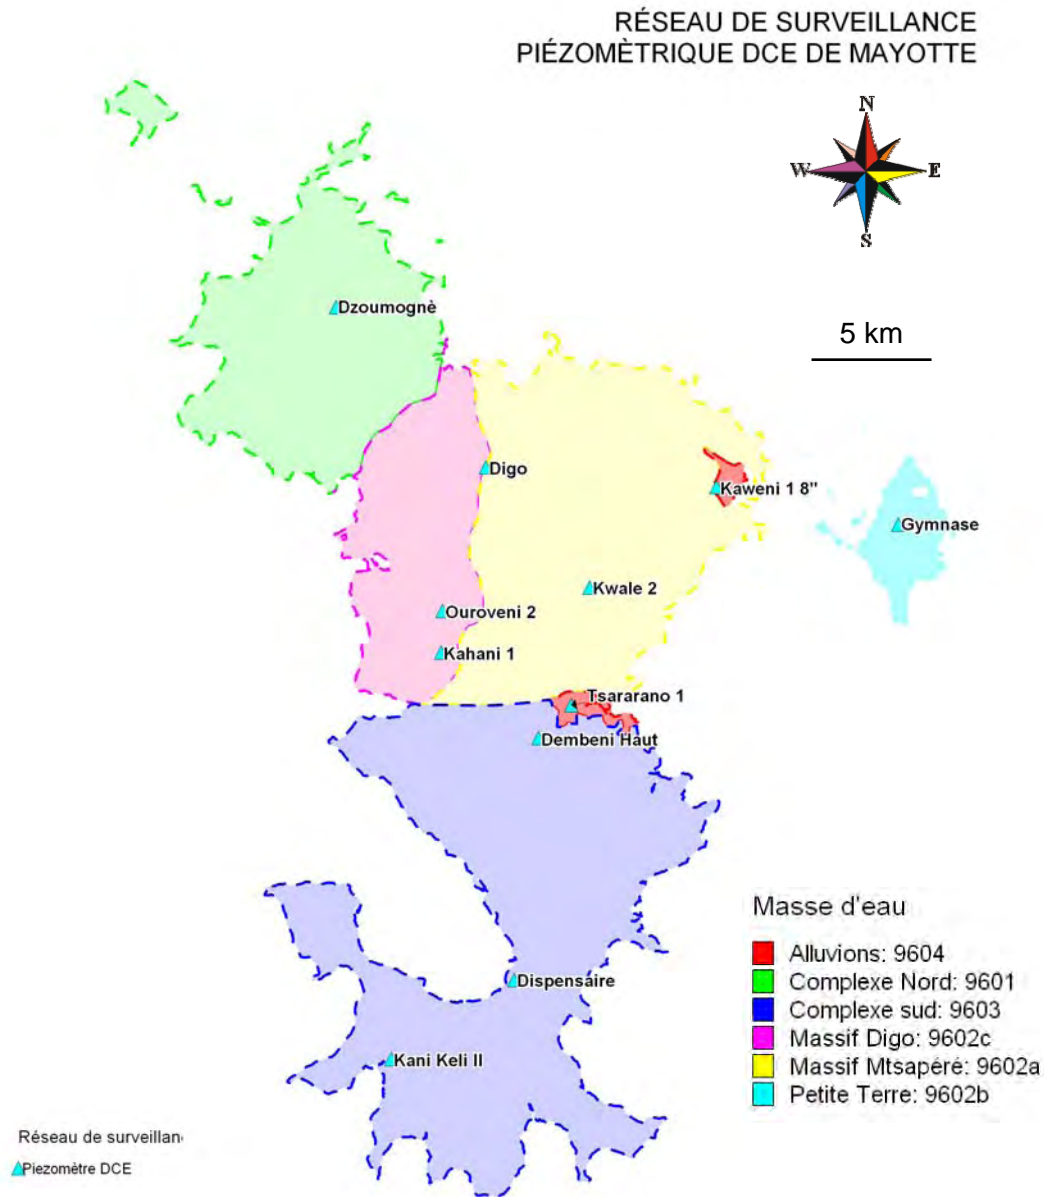 RÉSEAU DE SURVEILLANCE
PIÉZOMÈTRIQUE DCE DE MAYOTTE
N
W
E
S
5 km
Dzoumognè
Digo
Kaweni 1 8"
Gymnase
Kwale 2
Ouroveni 2
Kahani 1
Tsararano 1
Dembeni Haut
Dispensaire
Kani Keli II
Masse d'eau
Alluvions: 9604
Complexe Nord: 9601
Complexe sud: 9603
Massif Digo: 9602c
Massif Mtsapéré: 9602a
Petite Terre: 9602b
Réseau de surveillan
Piezomètre DCE